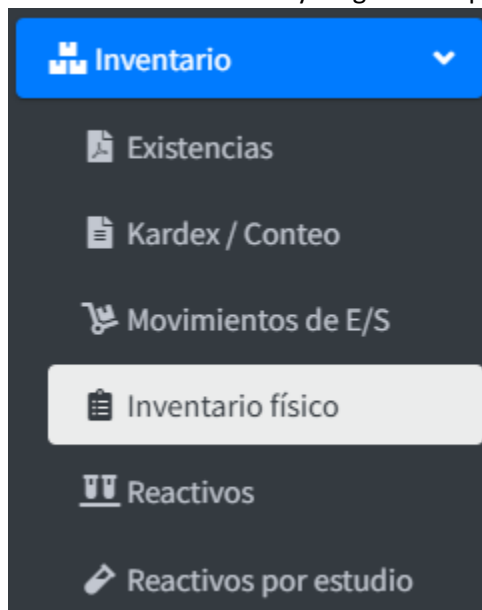 Inventario
Existencias
Kardex / Conteo
Movimientos de E/S
Inventario físico
Reactivos
Reactivos por estudio